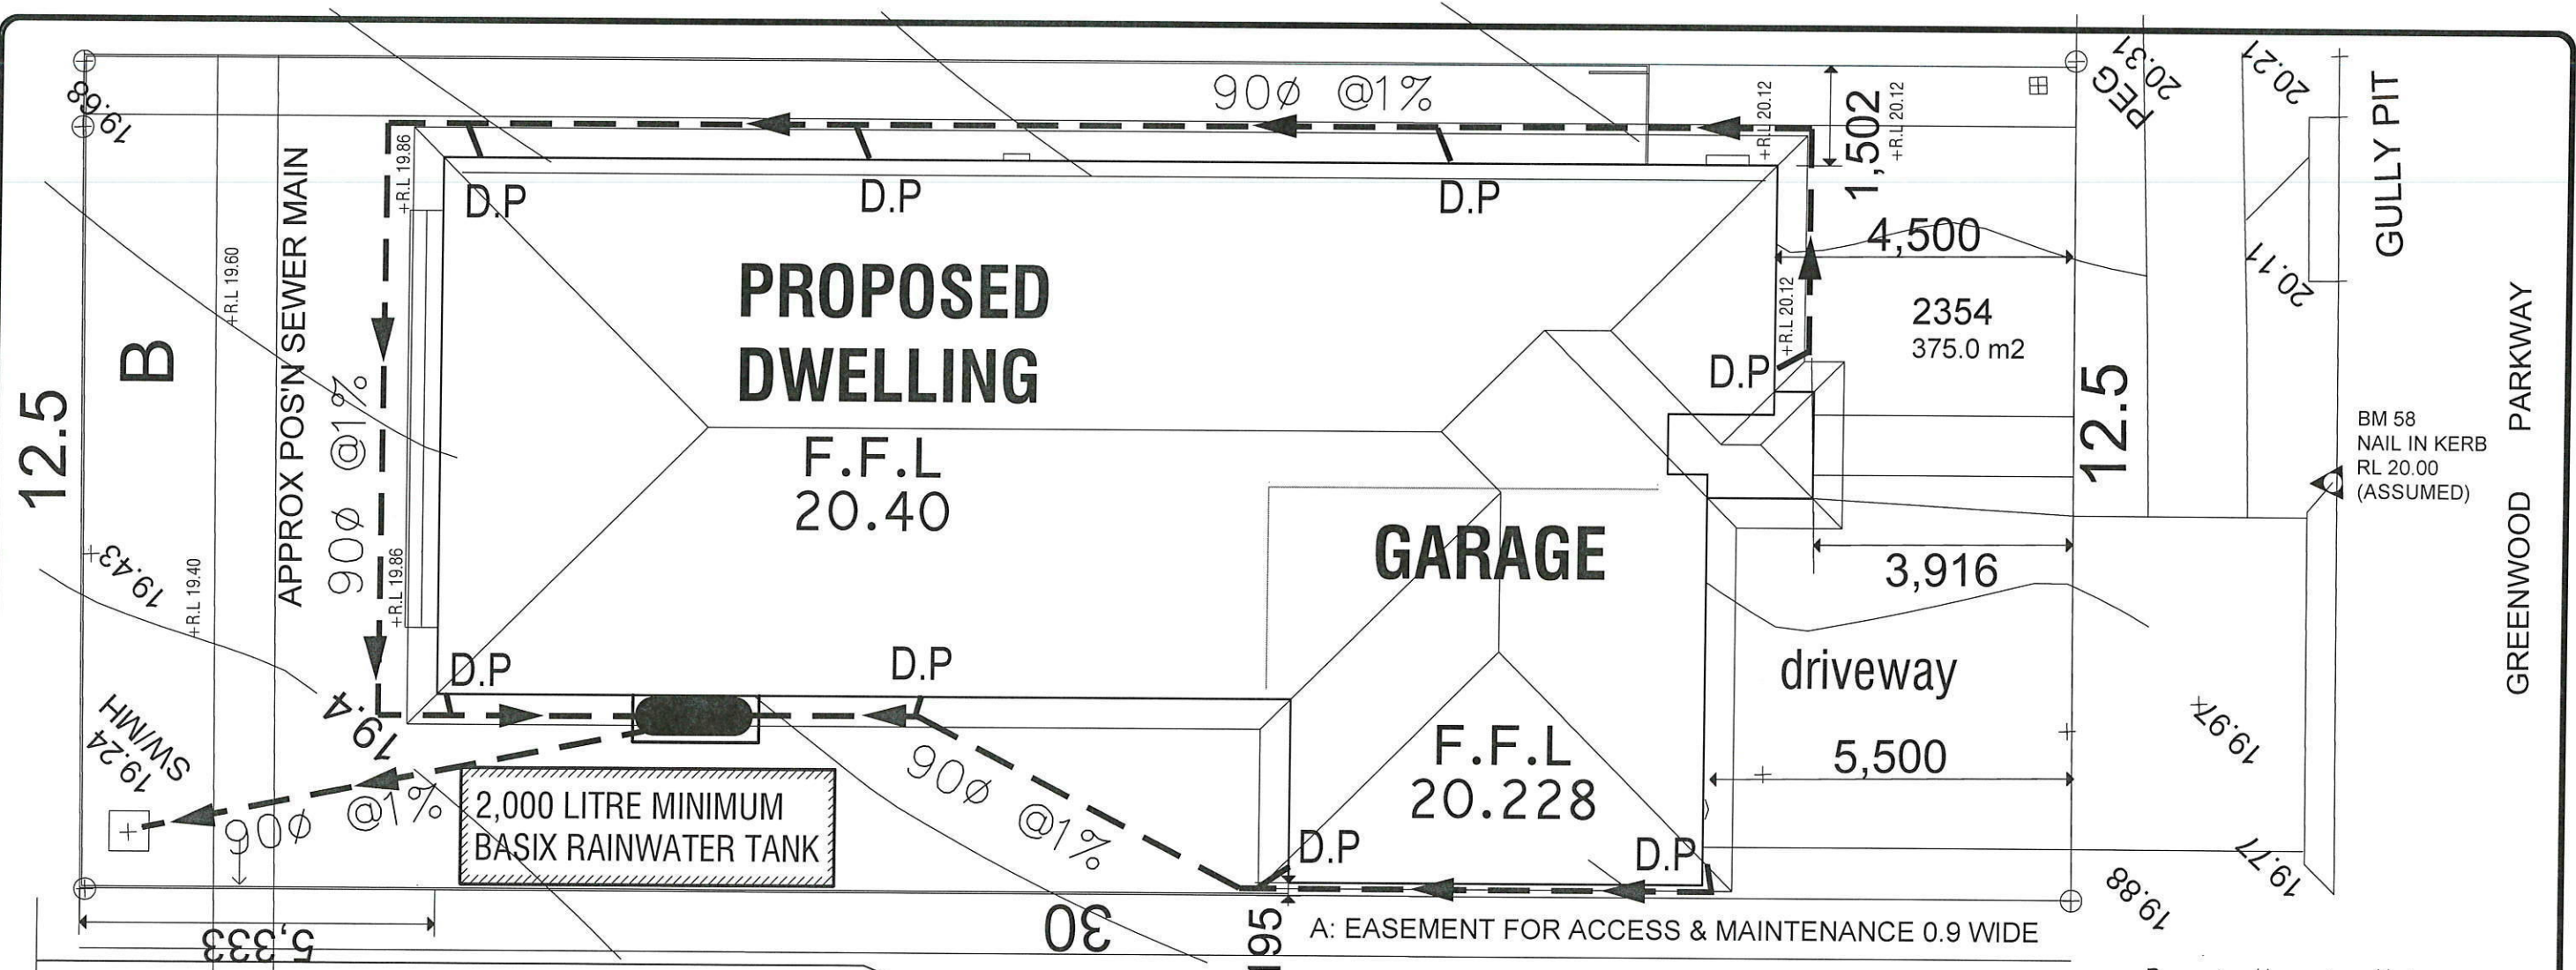 90ø @1%
19.68
+R.L 19.86
+R.L 20.12
1,502
+R.L 20.12
PEG
20.31
20.21
GULLY PIT
D.P
D.P
D.P
4,500
20.11
+R.L 19.60
APPROX POS'N SEWER MAIN
PROPOSED
DWELLING
+R.L 20.12
2354
375.0 m2
D.P
B
12.5
90ø @1%
F.F.L
20.40
12.5
GREENWOOD PARKWAY
BM 58
NAIL IN KERB
RL 20.00
(ASSUMED)
GARAGE
3,916
19.43
+R.L 19.40
+R.L 19.86
D.P
D.P
driveway
19.4
19.97
SW/MH
19.24
90ø @1%
F.F.L
20.228
5,500
90ø @1%
2,000 LITRE MINIMUM
BASIX RAINWATER TANK
D.P
D.P
19.77
19.88
5,333
30
195
A: EASEMENT FOR ACCESS & MAINTENANCE 0.9 WIDE